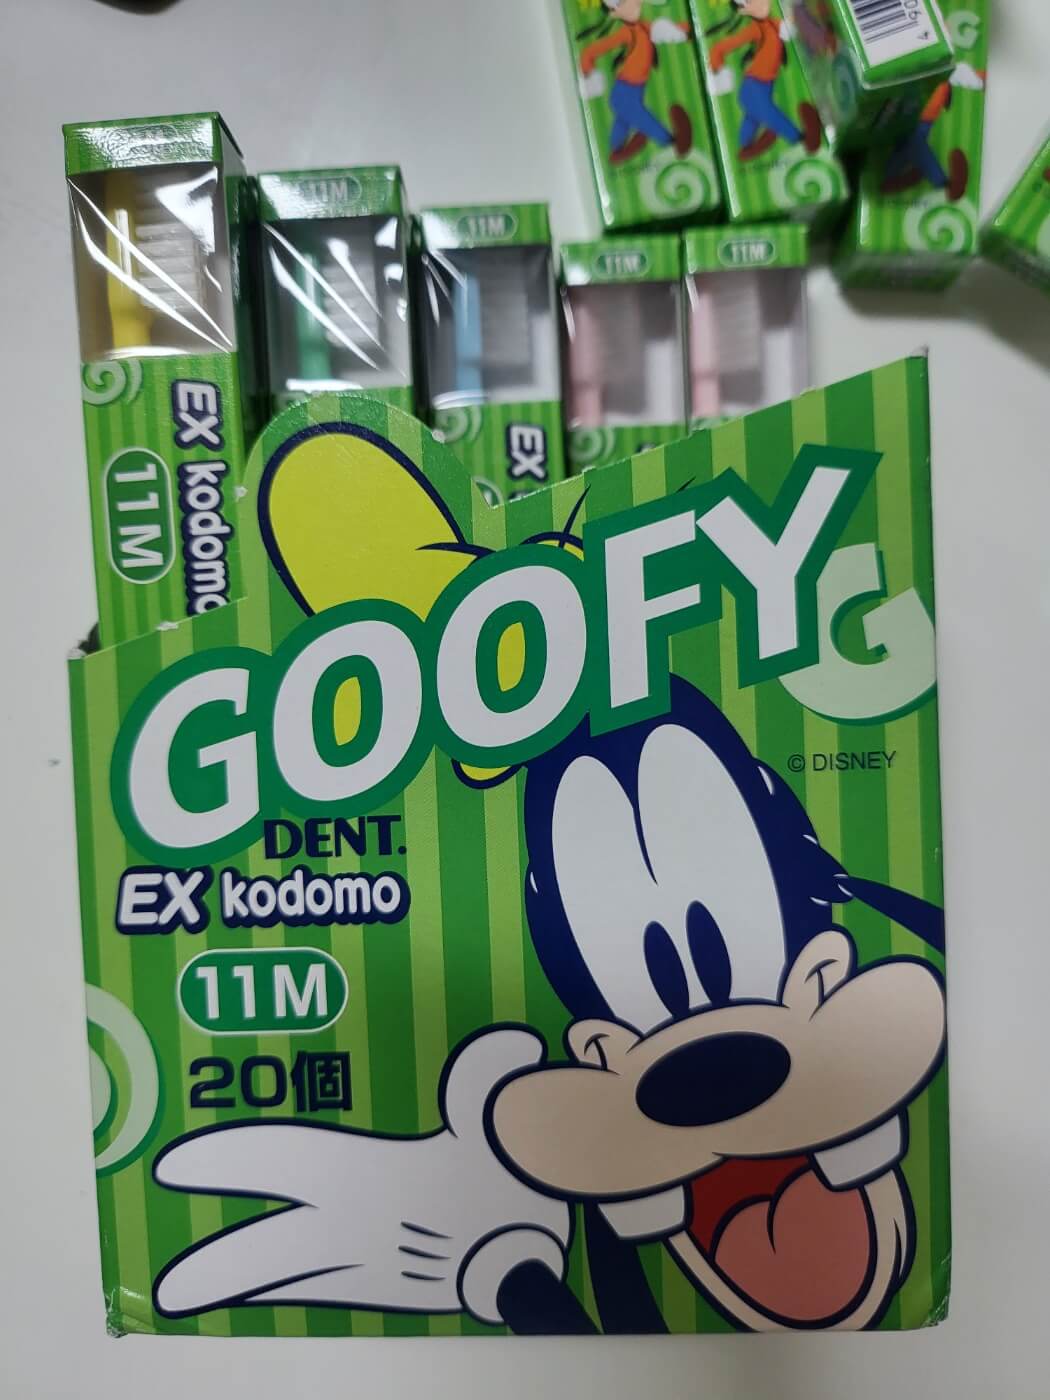 11M
11M
11M
11M
EX kodomo
11M
EX
GOOFY
G
© DISNEY
DENT.
EX kodomo
11M
20個